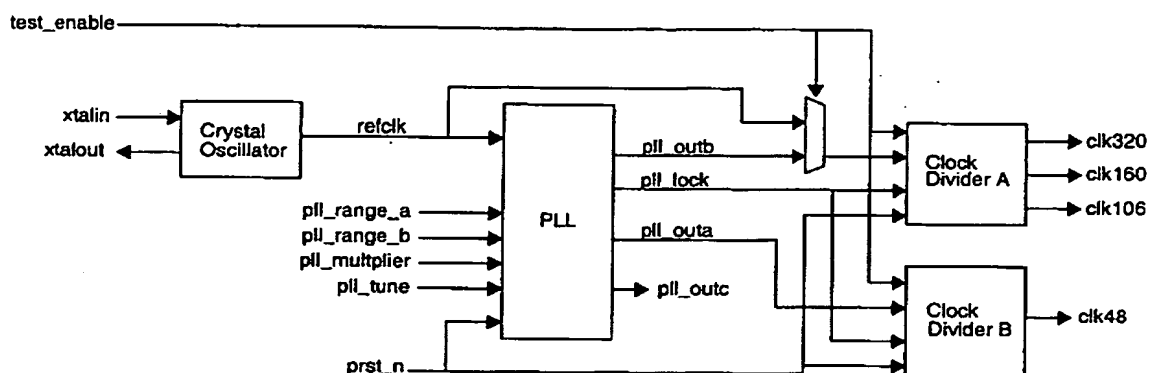 test_enable
xtalin
xtalout
Crystal
Oscillator
refclk
pll_range_a
pll_range_b
pll_multplier
pll_tune
prst_n
PLL
pll_outb
pll_lock
pll_outa
pll_outc
Clock
Divider A
clk320
clk160
clk106
Clock
Divider B
clk48